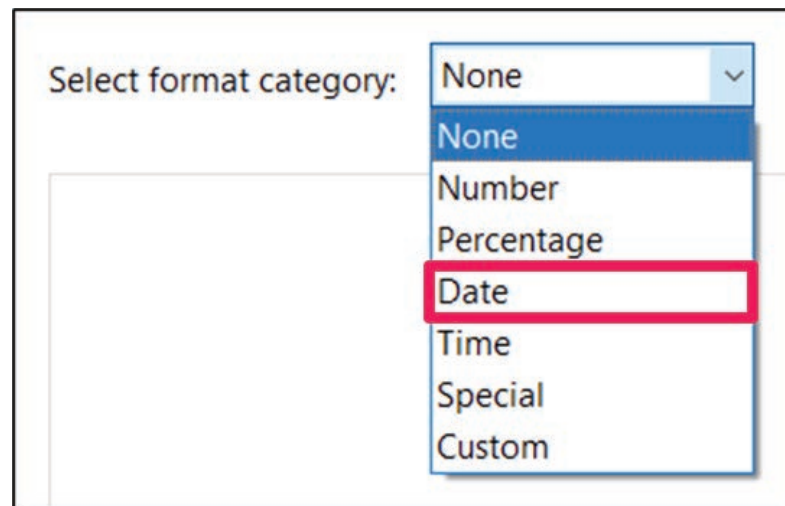 Select format category: None
None
Number
Percentage
Date
Time
Special
Custom